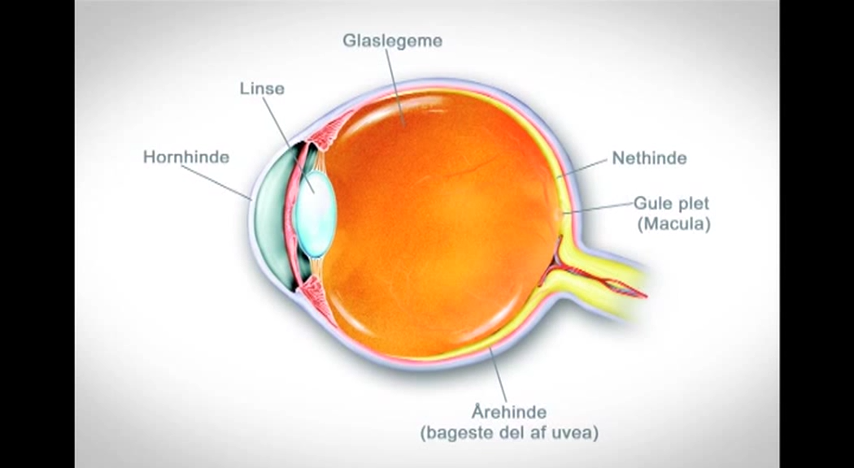 Glaslegeme
Linse
Hornhinde
Nethinde
Gule plet
(Macula)
Årehinde
(bageste del af uvea)